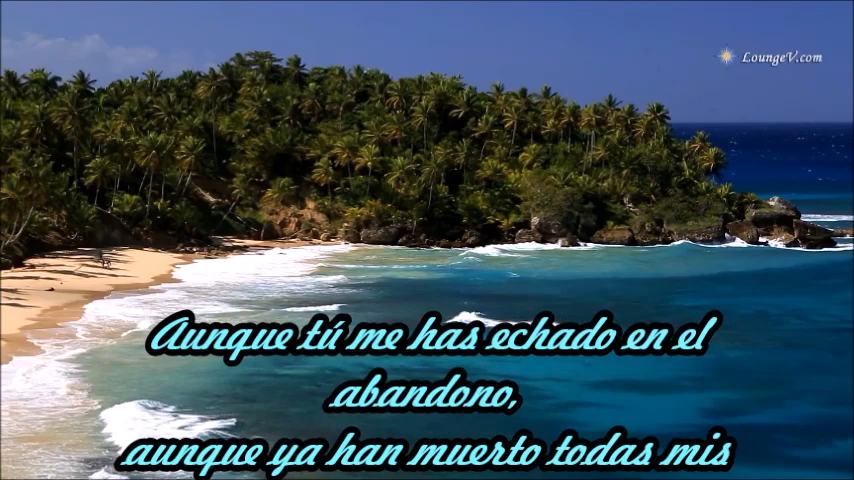 LoungeV.com
Aunque tú me has echado en el
abandono,
aunque ya han muerto todas mis